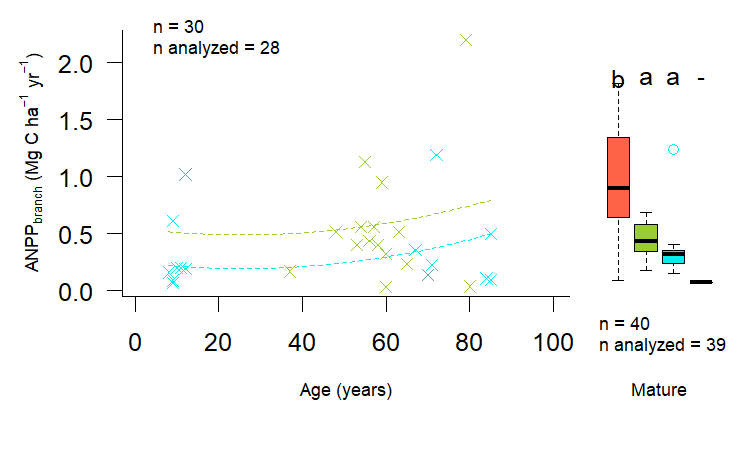 n = 30
n analyzed = 28
ANPPbranch (Mg C ha−1 yr−1)
2.0
1.5
1.0
0.5
0.0
0 20 40 60 80 100
Age (years)
b a a -
n = 40
n analyzed = 39
Mature